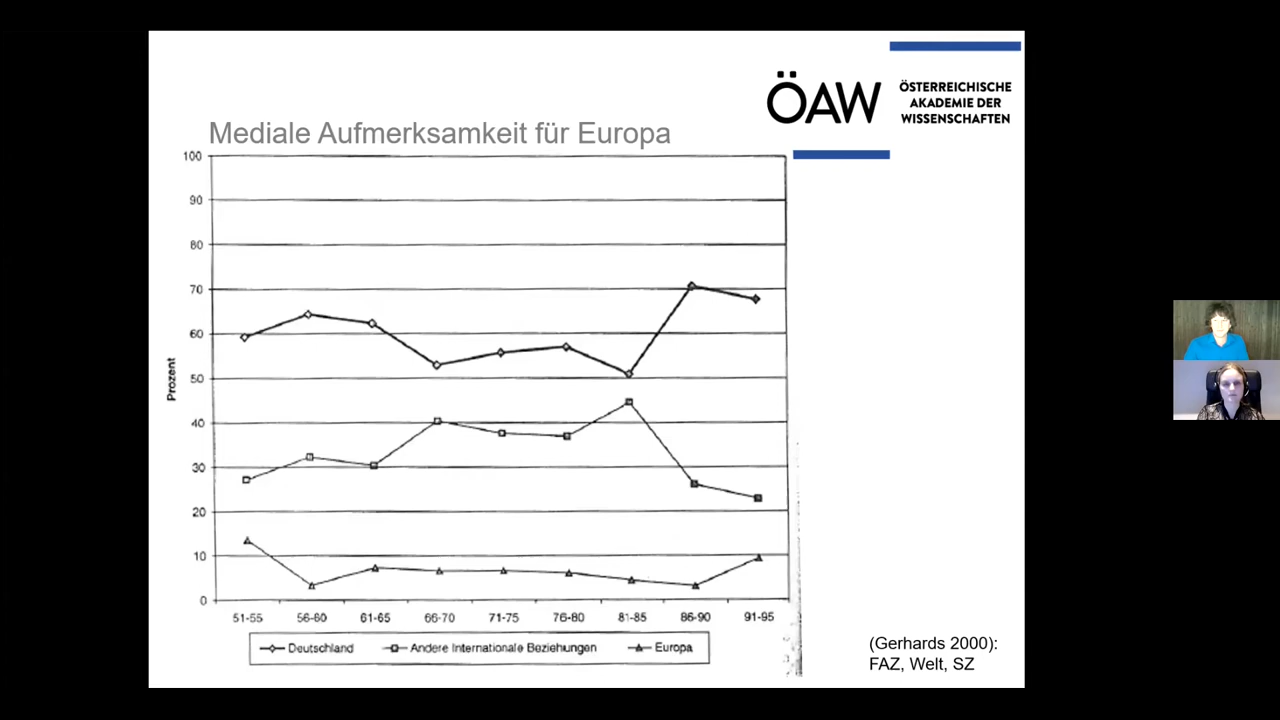 ÖAW
ÖSTERREICHISCHE
AKADEMIE DER
WISSENSCHAFTEN
Mediale Aufmerksamkeit für Europa
100
90
80
70
60
50
40
30
20
10
0
Prozent
51-55 56-60 61-65 66-70 71-75 76-80 81-85 86-90 91-95
Deutschland Andere Internationale Beziehungen Europa
(Gerhards 2000):
FAZ, Welt, SZ